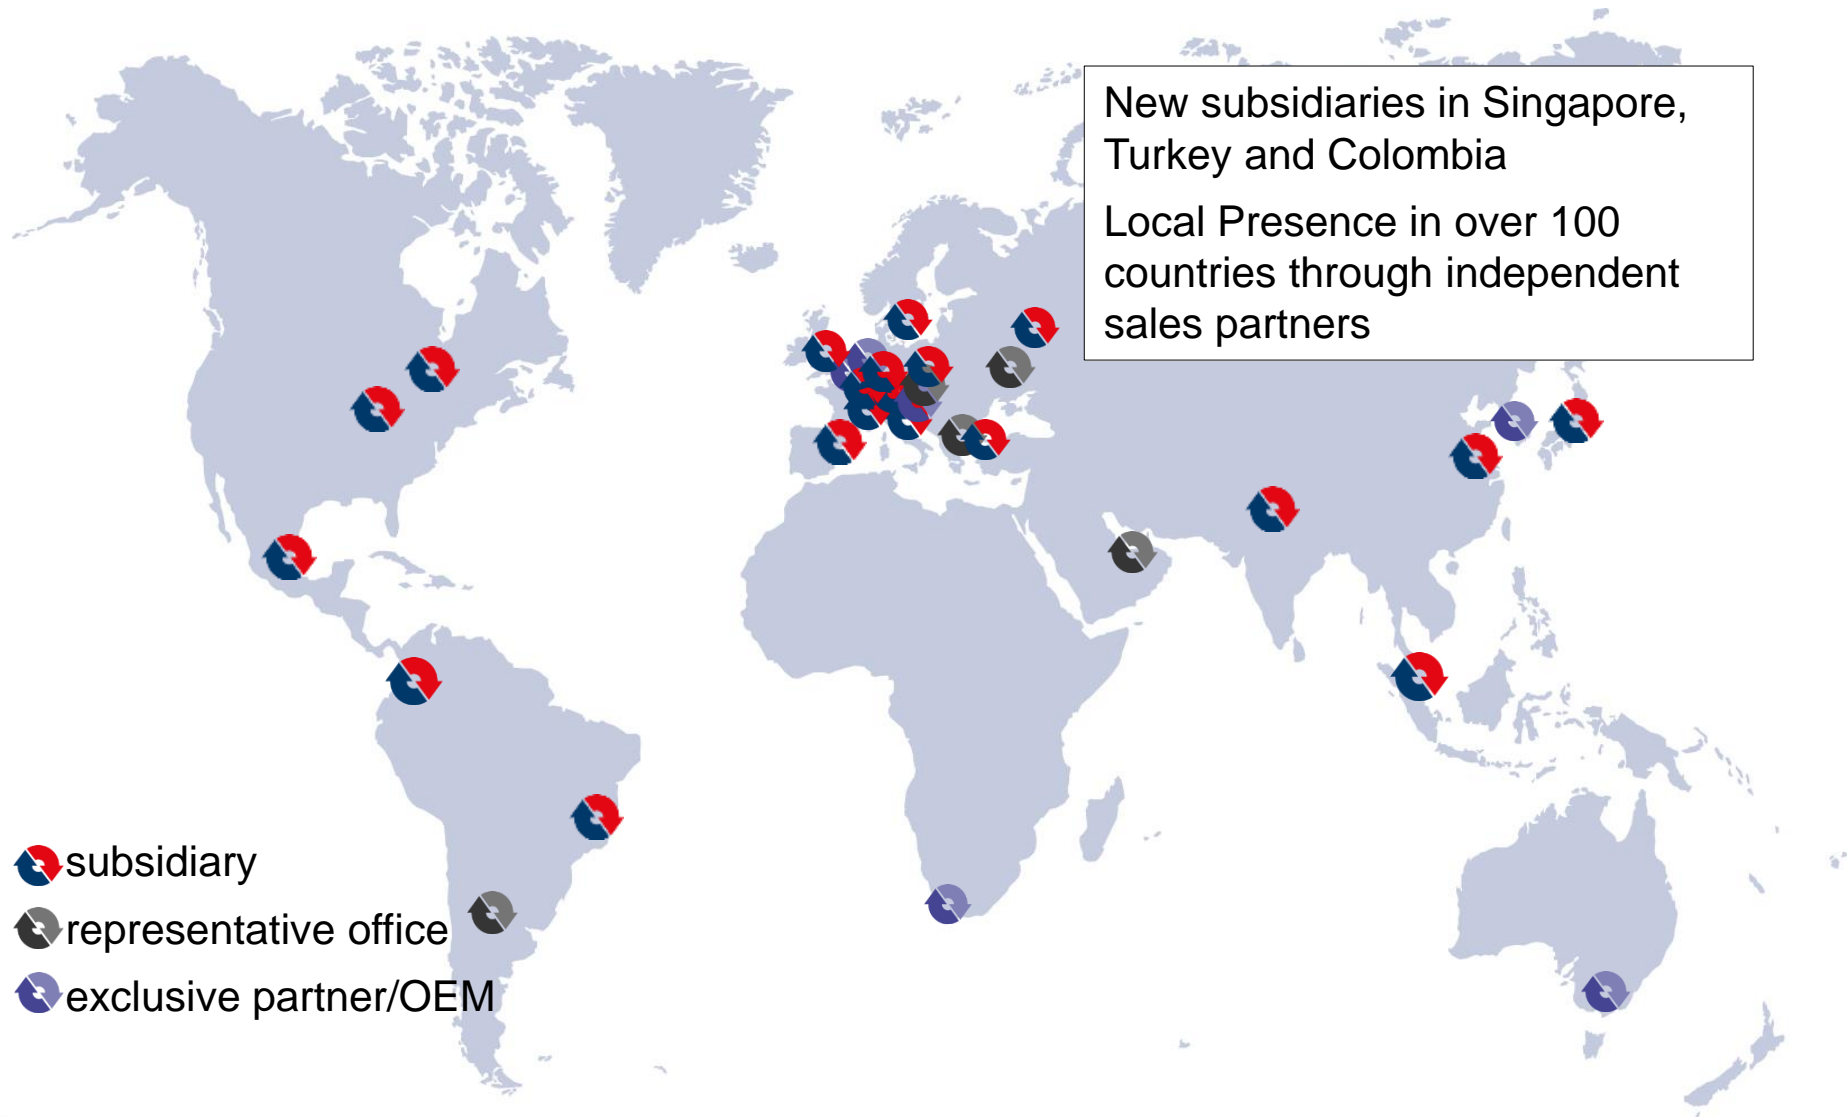 New subsidiaries in Singapore,
Turkey and Colombia
Local Presence in over 100
countries through independent
sales partners
subsidiary
representative office
exclusive partner/OEM